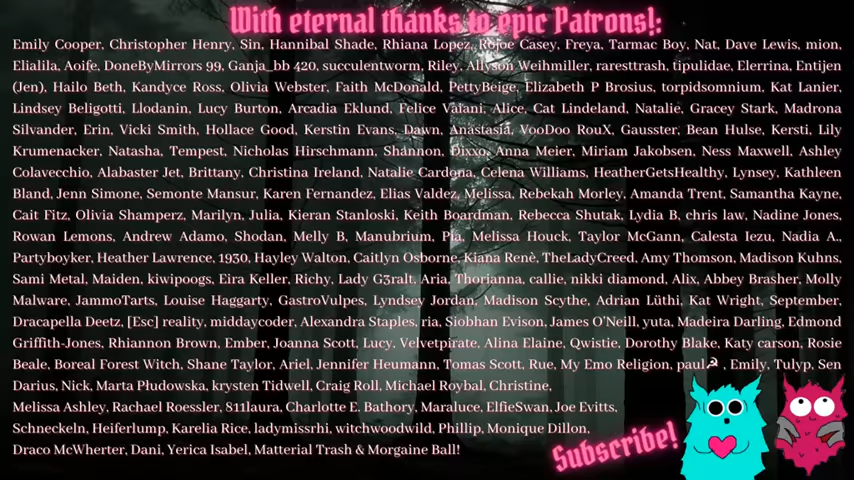 With eternal thanks to epic Patrons!:
Emily Cooper, Christopher Henry, Sin, Hannibal Shade, Rhiana Lopez, Rojoe Casey, Freya, Tarmac Boy, Nat, Dave Lewis, mion,
Elialila, Aoife, DoneByMirrors 99, Ganja_bb 420, succulentworm, Riley, Allyson Weihmiller, raresttrash, tipulidae, Elerrina, Entijen
(Jen), Hailo Beth, Kandyce Ross, Olivia Webster, Faith McDonald, PettyBeige, Elizabeth P Brosius, torpidsomnium, Kat Lanier,
Lindsey Beligotti, Llodanin, Lucy Burton, Arcadia Eklund, Felice Valani, Alice, Cat Lindeland, Natalie, Gracey Stark, Madrona
Silvander, Erin, Vicki Smith, Hollace Good, Kerstin Evans, Dawn, Anastasia, VooDoo RouX, Gausster, Bean Hulse, Kersti, Lily
Krumenacker, Natasha, Tempest, Nicholas Hirschmann, Shannon, Dixxo, Anna Meier, Miriam Jakobsen, Ness Maxwell, Ashley
Colavecchio, Alabaster Jet, Brittany, Christina Ireland, Natalie Cardona, Celena Williams, HeatherGetsHealthy, Lynsey, Kathleen
Bland, Jenn Simone, Semonte Mansur, Karen Fernandez, Elias Valdez, Melissa, Rebekah Morley, Amanda Trent, Samantha Kayne,
Cait Fitz, Olivia Shamperz, Marilyn, Julia, Kieran Stanloski, Keith Boardman, Rebecca Shutak, Lydia B, chris law, Nadine Jones,
Rowan Lemons, Andrew Adamo, Shodan, Melly B, Manubrium, Pia, Melissa Houck, Taylor McGann, Calesta Iezu, Nadia A.,
Partyboyker, Heather Lawrence, 1930, Hayley Walton, Caitlyn Osborne, Kiana Renè, TheLadyCreed, Amy Thomson, Madison Kuhns,
Sami Metal, Maiden, kiwipoogs, Eira Keller, Richy, Lady G3ralt, Aria, Thorianna, callie, nikki diamond, Alix, Abbey Brasher, Molly
Malware, JammoTarts, Louise Haggarty, GastroVulpes, Lyndsey Jordan, Madison Scythe, Adrian Lüthi, Kat Wright, September,
Dracapella Deetz, [Esc] reality, middaycoder, Alexandra Staples, ria, Siobhan Evison, James O'Neill, yuta, Madeira Darling, Edmond
Griffith-Jones, Rhiannon Brown, Ember, Joanna Scott, Lucy, Velvetpirate, Alina Elaine, Qwistie, Dorothy Blake, Katy carson, Rosie
Beale, Boreal Forest Witch, Shane Taylor, Ariel, Jennifer Heumann, Tomas Scott, Rue, My Emo Religion, paul☭ , Emily, Tulyp, Sen
Darius, Nick, Marta Płudowska, krysten Tidwell, Craig Roll, Michael Roybal, Christine,
Melissa Ashley, Rachael Roessler, 811laura, Charlotte E. Bathory, Maraluce, ElfieSwan, Joe Evitts,
Schneckeln, Heiferlump, Karelia Rice, ladymissrhi, witchwoodwild, Phillip, Monique Dillon,
Draco McWherter, Dani, Yerica Isabel, Matterial Trash & Morgaine Ball!
Subscribe!